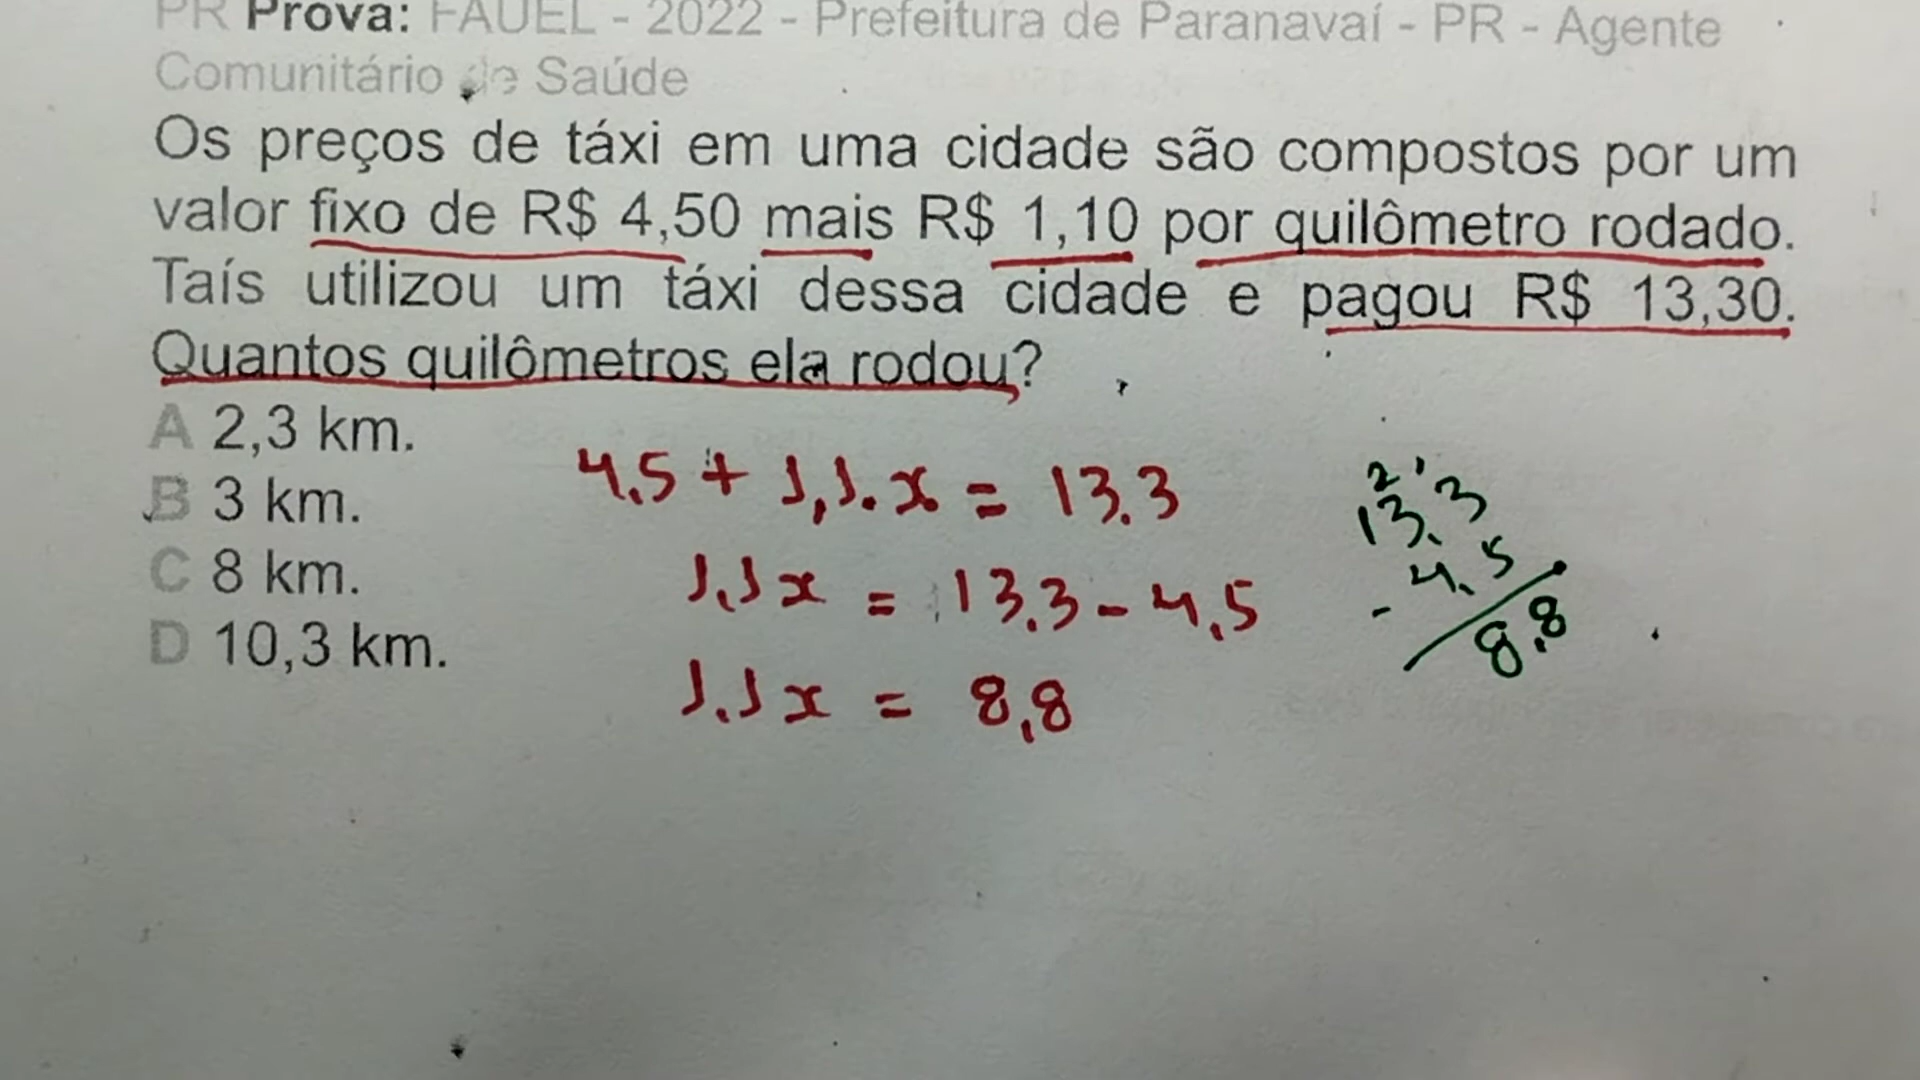 PR Prova: FAUEL - 2022 - Prefeitura de Paranavaí - PR - Agente
Comunitário de Saúde
Os preços de táxi em uma cidade são compostos por um
valor fixo de R$ 4,50 mais R$ 1,10 por quilômetro rodado.
Taís utilizou um táxi dessa cidade e pagou R$ 13,30.
Quantos quilômetros ela rodou?
A 2,3 km.
B 3 km.
C 8 km.
D 10,3 km.
4,5 + 1,1.x = 13,3
1,1x = 13,3 - 4,5
1,1x = 8,8
2 1
13,3
- 4,5
8,8